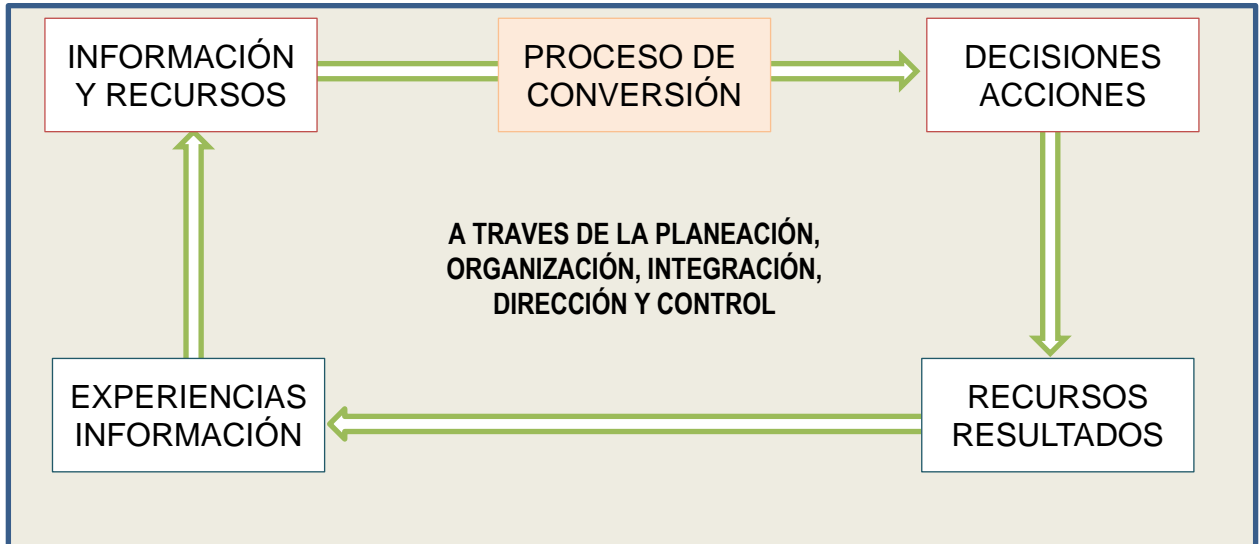 INFORMACIÓN
Y RECURSOS
PROCESO DE
CONVERSIÓN
DECISIONES
ACCIONES
A TRAVES DE LA PLANEACIÓN,
ORGANIZACIÓN, INTEGRACIÓN,
DIRECCIÓN Y CONTROL
EXPERIENCIAS
INFORMACIÓN
RECURSOS
RESULTADOS